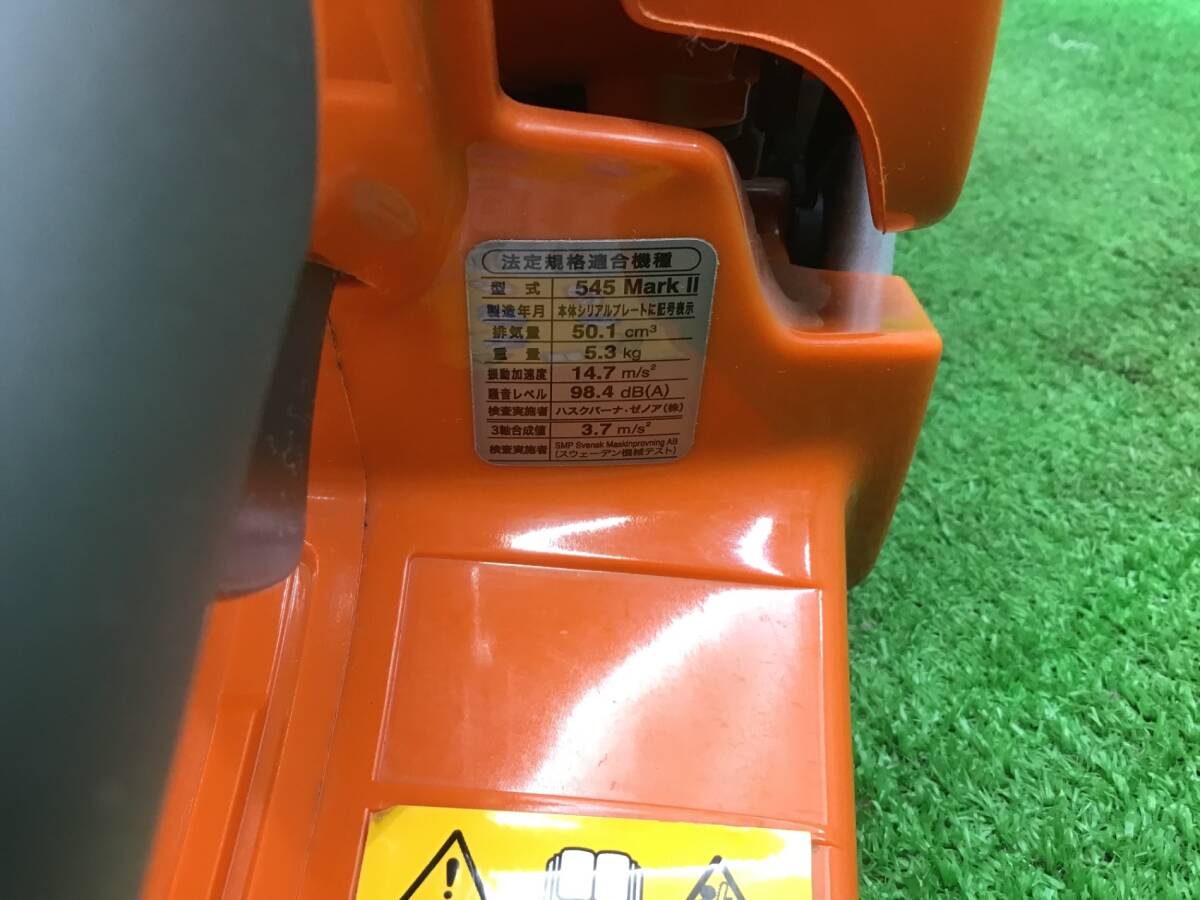 法定規格適合機種
型式 545 Mark II
製造年月 本体シリアルプレートに記号表示
排気量 50.1 cm³
重量 5.3 kg
振動加速度 14.7 m/s²
騒音レベル 98.4 dB(A)
検査実施者 ハスクバーナ・ゼノア(株)
3軸合成値 3.7 m/s²
検査実施者 SMP Svensk Maskinprovning AB
(スウェーデン機械テスト)